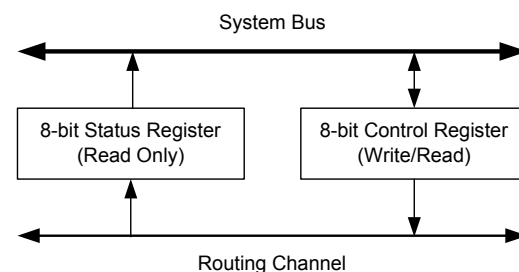 System Bus
8-bit Status Register
(Read Only)
8-bit Control Register
(Write/Read)
Routing Channel